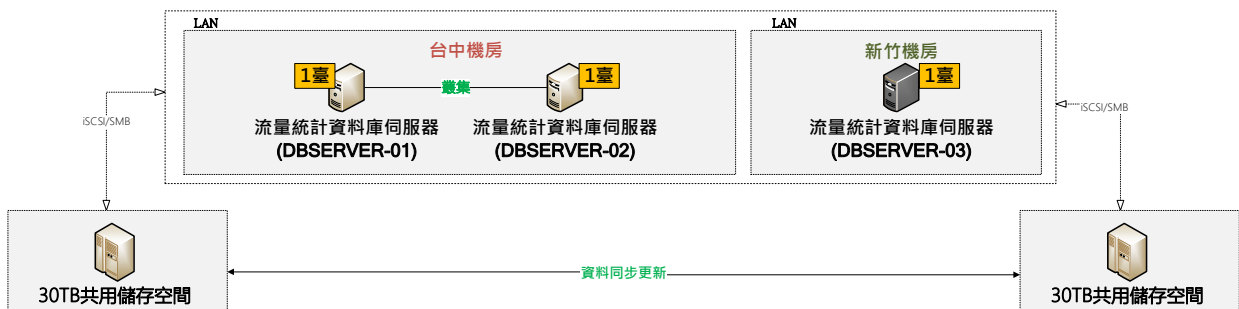 LAN
LAN
台中機房
新竹機房
1臺
叢集
1臺
1臺
流量統計資料庫伺服器
(DBSERVER-01)
流量統計資料庫伺服器
(DBSERVER-02)
流量統計資料庫伺服器
(DBSERVER-03)
iSCSI/SMB
iSCSI/SMB
資料同步更新
30TB共用儲存空間
30TB共用儲存空間